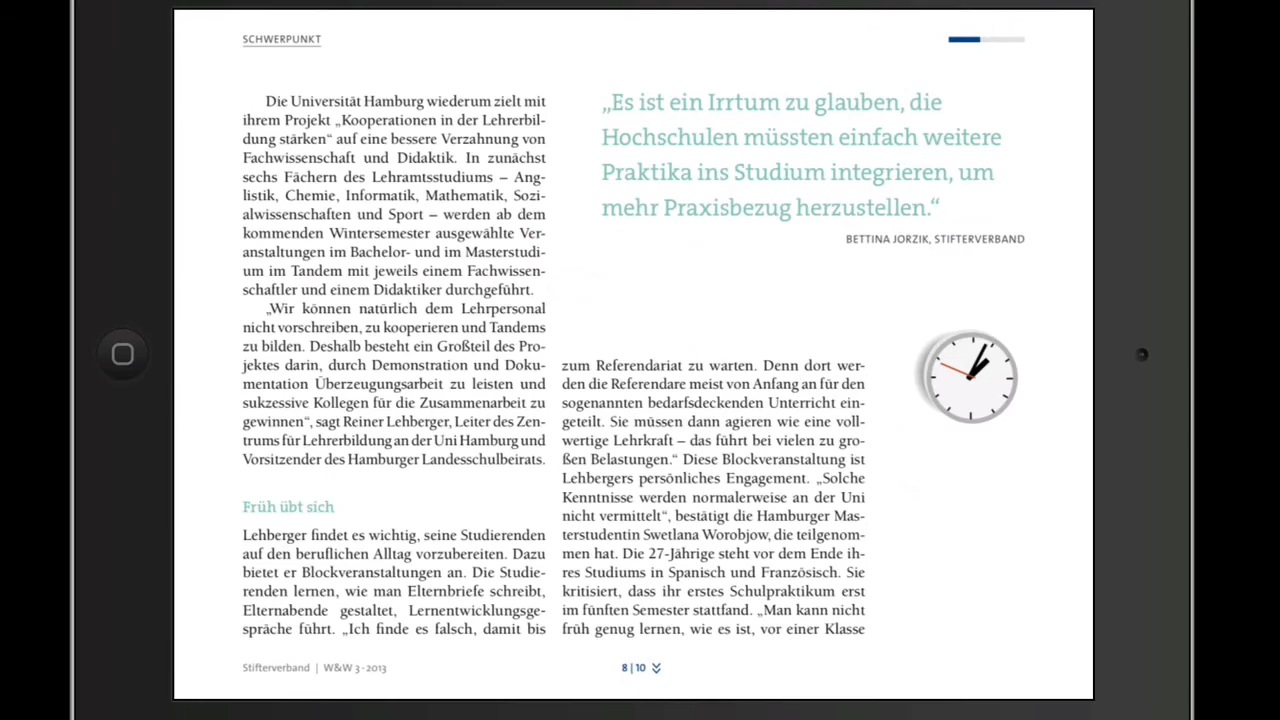 SCHWERPUNKT
Die Universität Hamburg wiederum zielt mit
ihrem Projekt „Kooperationen in der Lehrerbil-
dung stärken“ auf eine bessere Verzahnung von
Fachwissenschaft und Didaktik. In zunächst
sechs Fächern des Lehramtsstudiums – Ang-
listik, Chemie, Informatik, Mathematik, Sozi-
alwissenschaften und Sport – werden ab dem
kommenden Wintersemester ausgewählte Ver-
anstaltungen im Bachelor- und im Masterstudi-
um im Tandem mit jeweils einem Fachwissen-
schaftler und einem Didaktiker durchgeführt.
„Wir können natürlich dem Lehrpersonal
nicht vorschreiben, zu kooperieren und Tandems
zu bilden. Deshalb besteht ein Großteil des Pro-
jektes darin, durch Demonstration und Doku-
mentation Überzeugungsarbeit zu leisten und
sukzessive Kollegen für die Zusammenarbeit zu
gewinnen“, sagt Reiner Lehberger, Leiter des Zen-
trums für Lehrerbildung an der Uni Hamburg und
Vorsitzender des Hamburger Landesschulbeirats.
Früh übt sich
Lehberger findet es wichtig, seine Studierenden
auf den beruflichen Alltag vorzubereiten. Dazu
bietet er Blockveranstaltungen an. Die Studie-
renden lernen, wie man Elternbriefe schreibt,
Elternabende gestaltet, Lernentwicklungsge-
spräche führt. „Ich finde es falsch, damit bis
„Es ist ein Irrtum zu glauben, die
Hochschulen müssten einfach weitere
Praktika ins Studium integrieren, um
mehr Praxisbezug herzustellen.“
BETTINA JORZIK, STIFTERVERBAND
zum Referendariat zu warten. Denn dort wer-
den die Referendare meist von Anfang an für den
sogenannten bedarfsdeckenden Unterricht ein-
geteilt. Sie müssen dann agieren wie eine voll-
wertige Lehrkraft – das führt bei vielen zu gro-
ßen Belastungen.“ Diese Blockveranstaltung ist
Lehbergers persönliches Engagement. „Solche
Kenntnisse werden normalerweise an der Uni
nicht vermittelt“, bestätigt die Hamburger Mas-
terstudentin Swetlana Worobjow, die teilgenom-
men hat. Die 27-Jährige steht vor dem Ende ih-
res Studiums in Spanisch und Französisch. Sie
kritisiert, dass ihr erstes Schulpraktikum erst
im fünften Semester stattfand. „Man kann nicht
früh genug lernen, wie es ist, vor einer Klasse
Stifterverband | W&W 3-2013
8 | 10